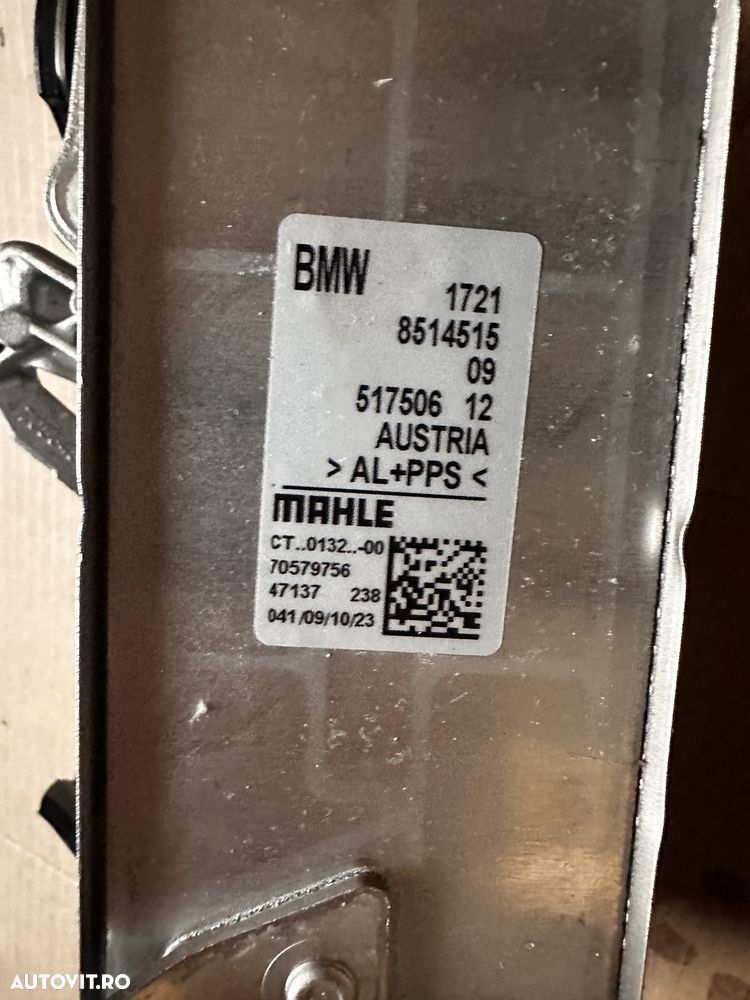 BMW 1721
8514515
09
517506 12
AUSTRIA
> AL+PPS <
MAHLE
CT..0132..-00
70579756
47137 238
041/09/10/23
AUTOVIT.RO